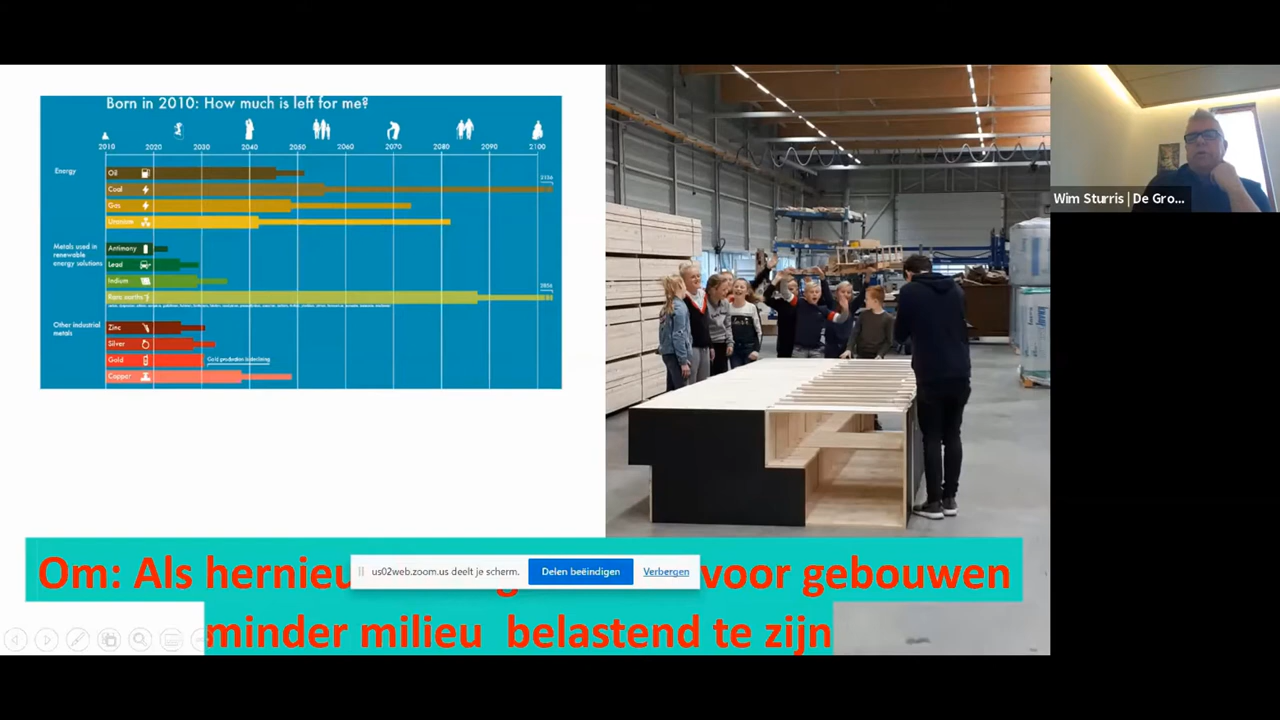 Born in 2010: How much is left for me?
2010 2020 2030 2040 2050 2060 2070 2080 2090 2100
Energy
Oil
Coal
2136
Gas
Uranium
Metals used in
renewable
energy solutions
Antimony
Lead
Indium
Rare earths
Other industrial
metals
Zinc
Silver
Gold
Gold production is declining
Copper
Wim Sturris | De Gro...
us02web.zoom.us deelt je scherm.
Delen beëindigen
Verbergen
Om: Als hernieu voor gebouwen
minder milieu belastend te zijn